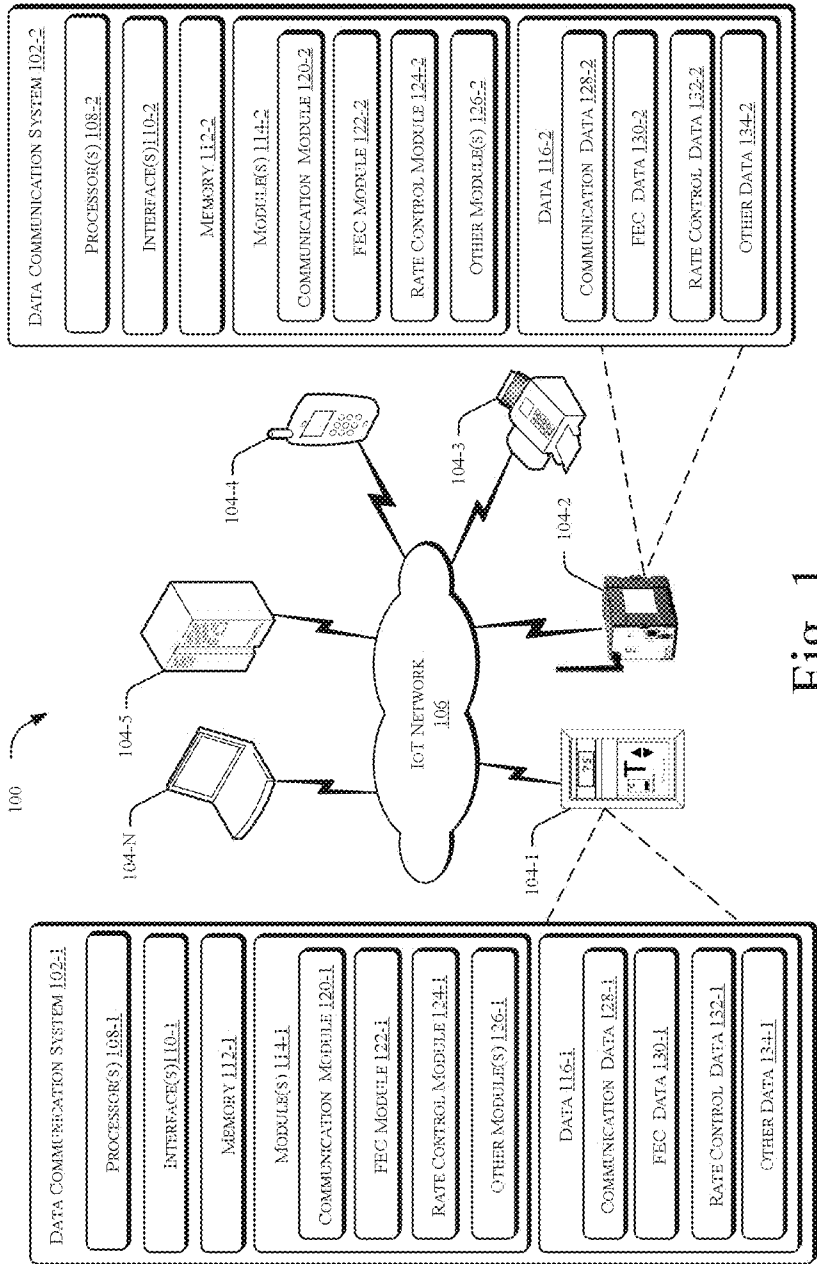 100
DATA COMMUNICATION SYSTEM 102-1
PROCESSOR(S) 108-1
INTERFACE(S)110-1
MEMORY 112-1
MODULE(S) 114-1
COMMUNICATION MODULE 120-1
FEC MODULE 122-1
RATE CONTROL MODULE 124-1
OTHER MODULE(S) 126-1
DATA 116-1
COMMUNICATION DATA 128-1
FEC DATA 130-1
RATE CONTROL DATA 132-1
OTHER DATA 134-1
104-N
104-5
104-4
104-3
104-2
104-1
IOT NETWORK
106
DATA COMMUNICATION SYSTEM 102-2
PROCESSOR(S) 108-2
INTERFACE(S)110-2
MEMORY 112-2
MODULE(S) 114-2
COMMUNICATION MODULE 120-2
FEC MODULE 122-2
RATE CONTROL MODULE 124-2
OTHER MODULE(S) 126-2
DATA 116-2
COMMUNICATION DATA 128-2
FEC DATA 130-2
RATE CONTROL DATA 132-2
OTHER DATA 134-2
Fig. 1